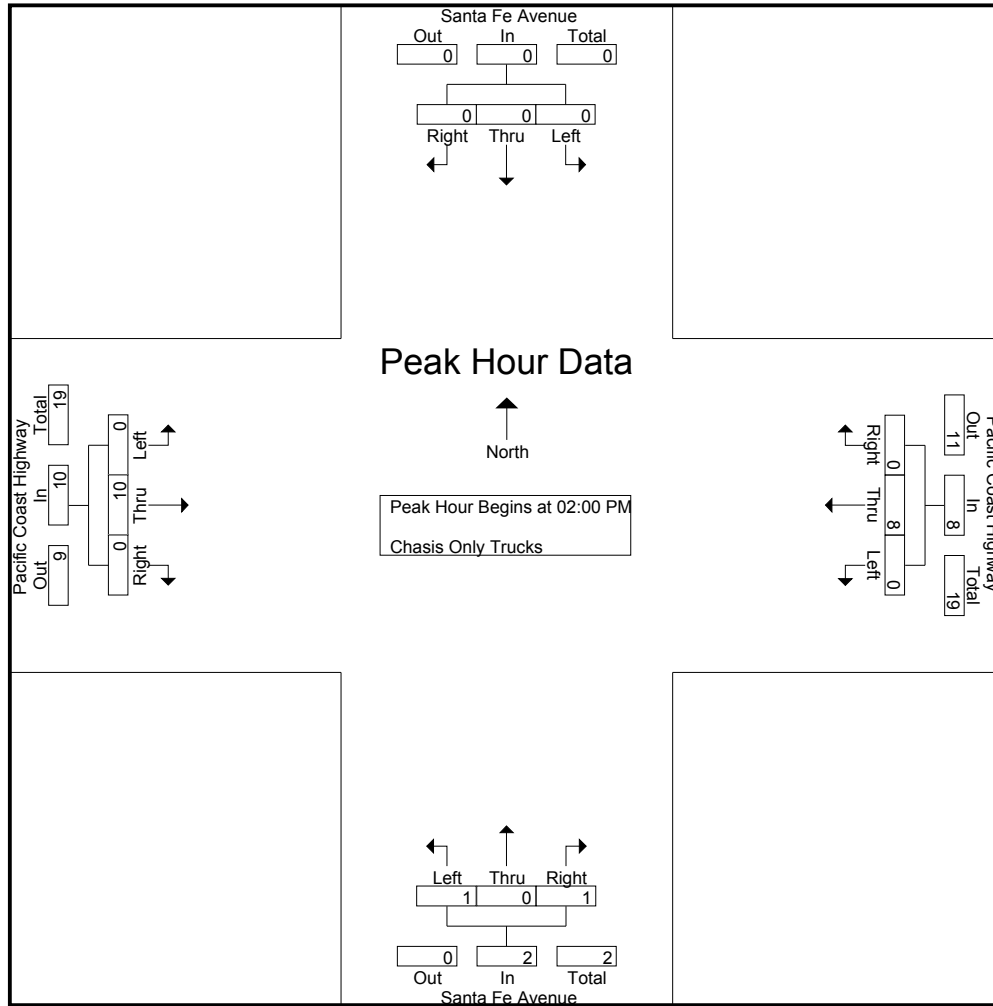 Santa Fe Avenue
Out In Total
0 0 0
0 0 0
Right Thru Left
Peak Hour Data
North
Peak Hour Begins at 02:00 PM
Chasis Only Trucks
Pacific Coast Highway
Total In Out
19 10 9
0 10 0
Left Thru Right
Pacific Coast Highway
Out In Total
11 8 19
0 8 0
Right Thru Left
Left Thru Right
1 0 1
0 2 2
Out In Total
Santa Fe Avenue